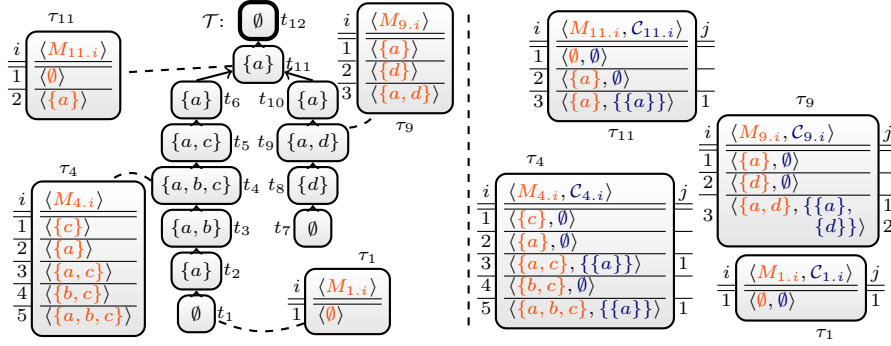 τ11
i ⟨M11.i⟩
1 ⟨∅⟩
2 ⟨{a}⟩
T: ∅ t12
{a} t11
{a} t6
t10 {a}
{a, c} t5
t9 {a, d}
{a, b, c} t4
t8 {d}
{a, b} t3
t7 ∅
{a} t2
∅ t1
i ⟨M9.i⟩
1 ⟨{a}⟩
2 ⟨{d}⟩
3 ⟨{a, d}⟩
τ9
τ4
i ⟨M4.i⟩
1 ⟨{c}⟩
2 ⟨{a}⟩
3 ⟨{a, c}⟩
4 ⟨{b, c}⟩
5 ⟨{a, b, c}⟩
τ1
i ⟨M1.i⟩
1 ⟨∅⟩
i ⟨M11.i, C11.i⟩ j
1 ⟨∅, ∅⟩
2 ⟨{a}, ∅⟩
3 ⟨{a}, {{a}}⟩ 1
τ11
τ9
i ⟨M9.i, C9.i⟩ j
1 ⟨{a}, ∅⟩
2 ⟨{d}, ∅⟩
3 ⟨{a, d}, {{a}, 1
{d}}⟩ 2
τ4
i ⟨M4.i, C4.i⟩ j
1 ⟨{c}, ∅⟩
2 ⟨{a}, ∅⟩
3 ⟨{a, c}, {{a}}⟩ 1
4 ⟨{b, c}, ∅⟩
5 ⟨{a, b, c}, {{a}}⟩ 1
i ⟨M1.i, C1.i⟩ j
1 ⟨∅, ∅⟩
τ1